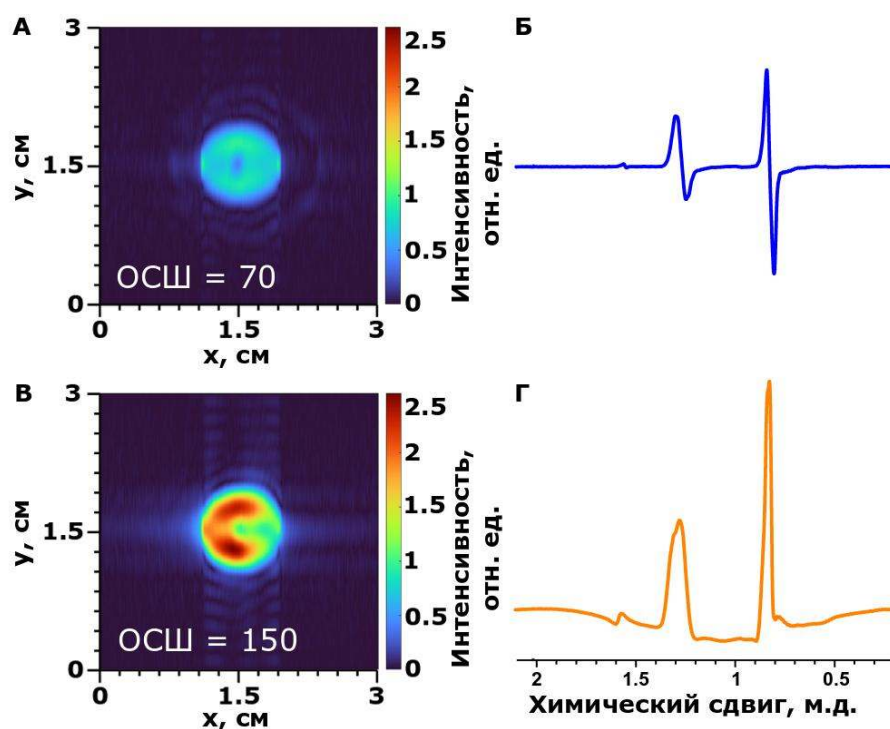 А
3
1.5
0
y, см
0
1.5
3
x, см
ОСШ = 70
2.5
2
1.5
1
0.5
0
Интенсивность,
отн. ед.
Б
В
3
1.5
0
y, см
0
1.5
3
x, см
ОСШ = 150
2.5
2
1.5
1
0.5
0
Интенсивность,
отн. ед.
Г
2
1.5
1
0.5
Химический сдвиг, м.д.